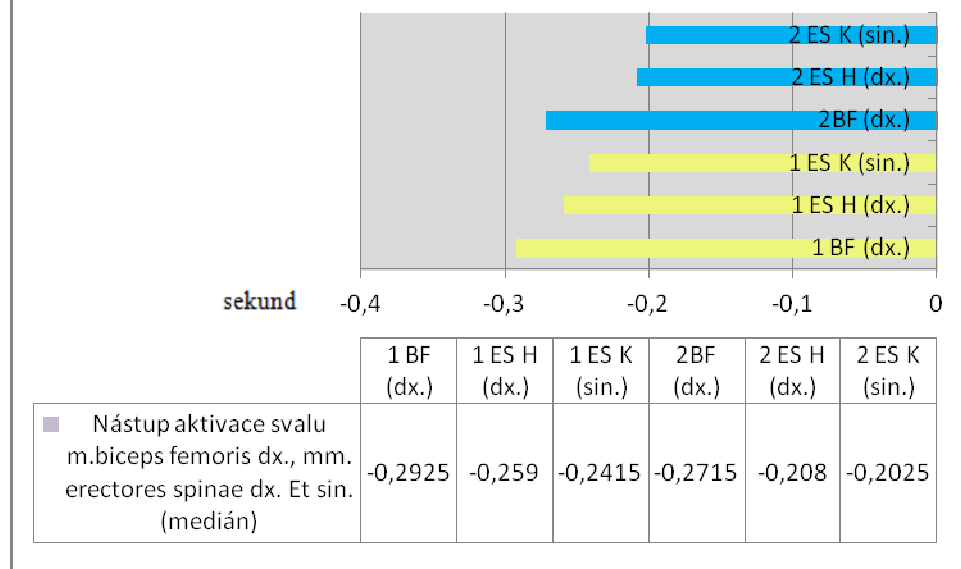 2 ES K (sin.)
2 ES H (dx.)
2BF (dx.)
1 ES K (sin.)
1 ES H (dx.)
1 BF (dx.)
sekund -0,4 -0,3 -0,2 -0,1 0
1 BF (dx.) 1 ES H (dx.) 1 ES K (sin.) 2BF (dx.) 2 ES H (dx.) 2 ES K (sin.)
Nástup aktivace svalu
m.biceps femoris dx., mm.
erectores spinae dx. Et sin.
(medián)
-0,2925 -0,259 -0,2415 -0,2715 -0,208 -0,2025